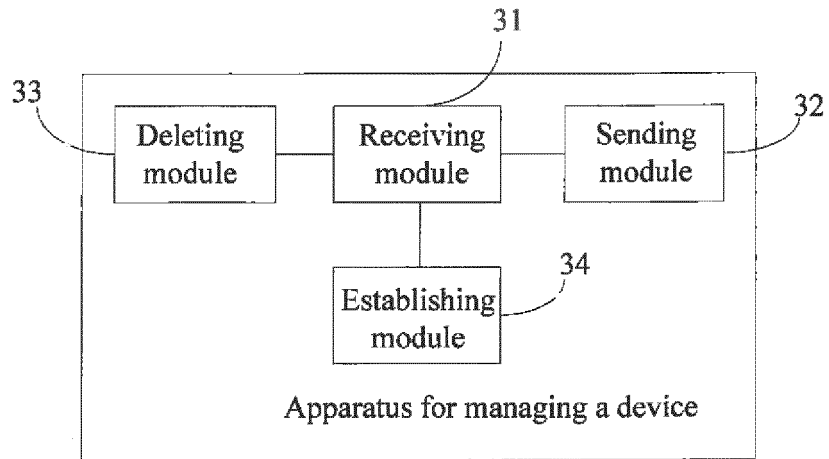 31
33
32
Deleting
module
Receiving
module
Sending
module
34
Establishing
module
Apparatus for managing a device